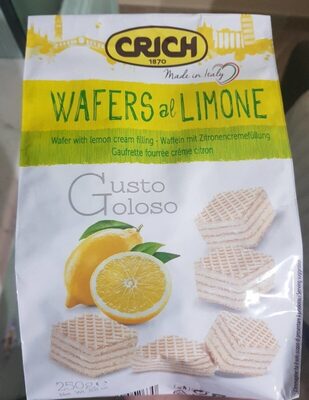 CRICH
1870
Made in Italy
WAFERS al LIMONE
Wafer with lemon cream filling - Waffeln mit Zitronencremefüllung
Gaufrette fourrée crème citron
Gusto
Goloso
250g e